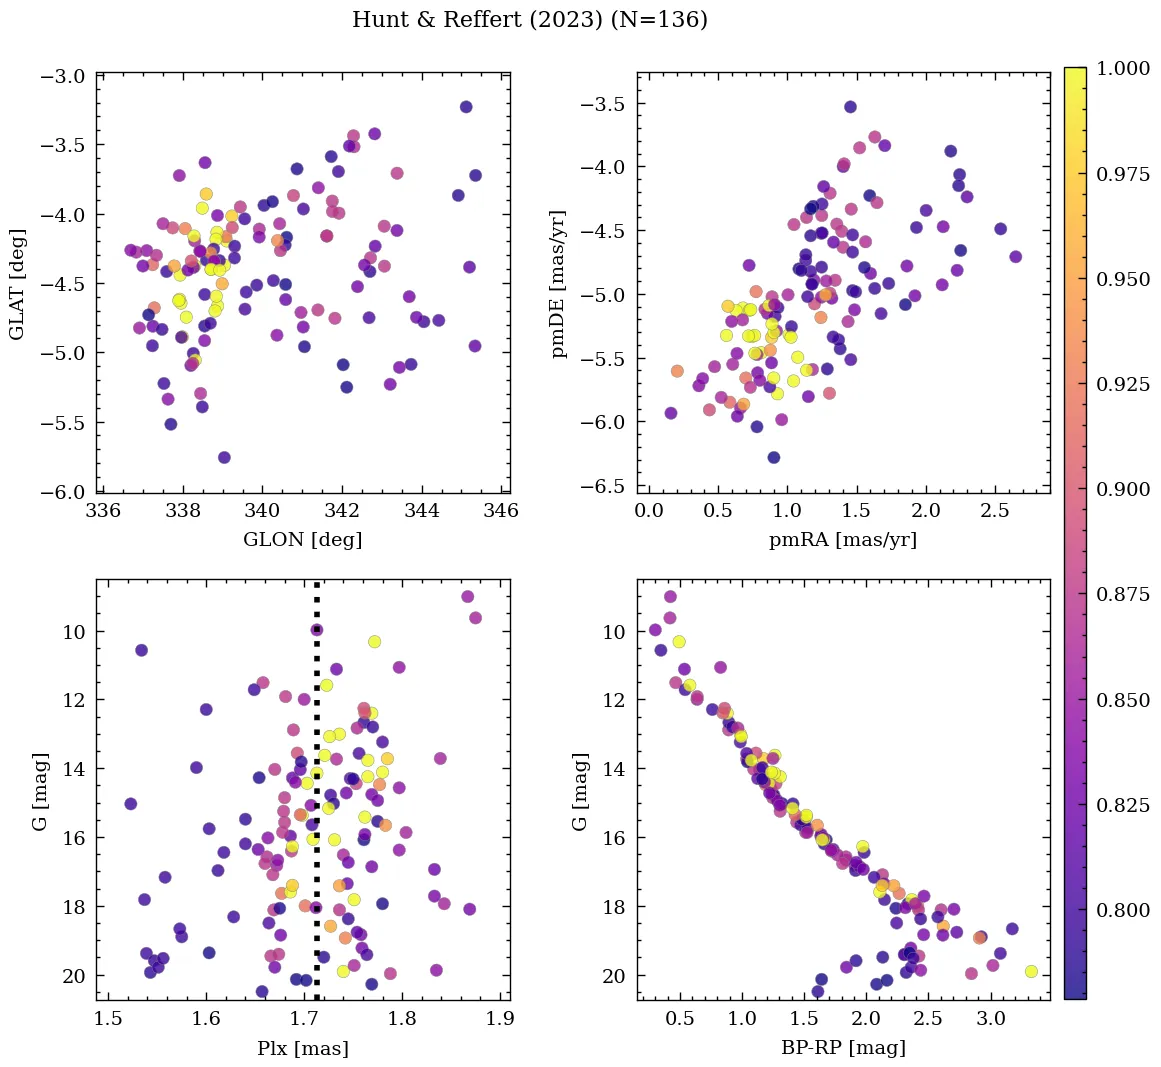 Hunt & Reffert (2023) (N=136)
−3.0
−3.5
−4.0
−4.5
−5.0
−5.5
−6.0
GLAT [deg]
336 338 340 342 344 346
GLON [deg]
−3.5
−4.0
−4.5
−5.0
−5.5
−6.0
−6.5
pmDE [mas/yr]
0.0 0.5 1.0 1.5 2.0 2.5
pmRA [mas/yr]
10
12
14
16
18
20
G [mag]
1.5 1.6 1.7 1.8 1.9
Plx [mas]
10
12
14
16
18
20
G [mag]
0.5 1.0 1.5 2.0 2.5 3.0
BP-RP [mag]
1.000
0.975
0.950
0.925
0.900
0.875
0.850
0.825
0.800